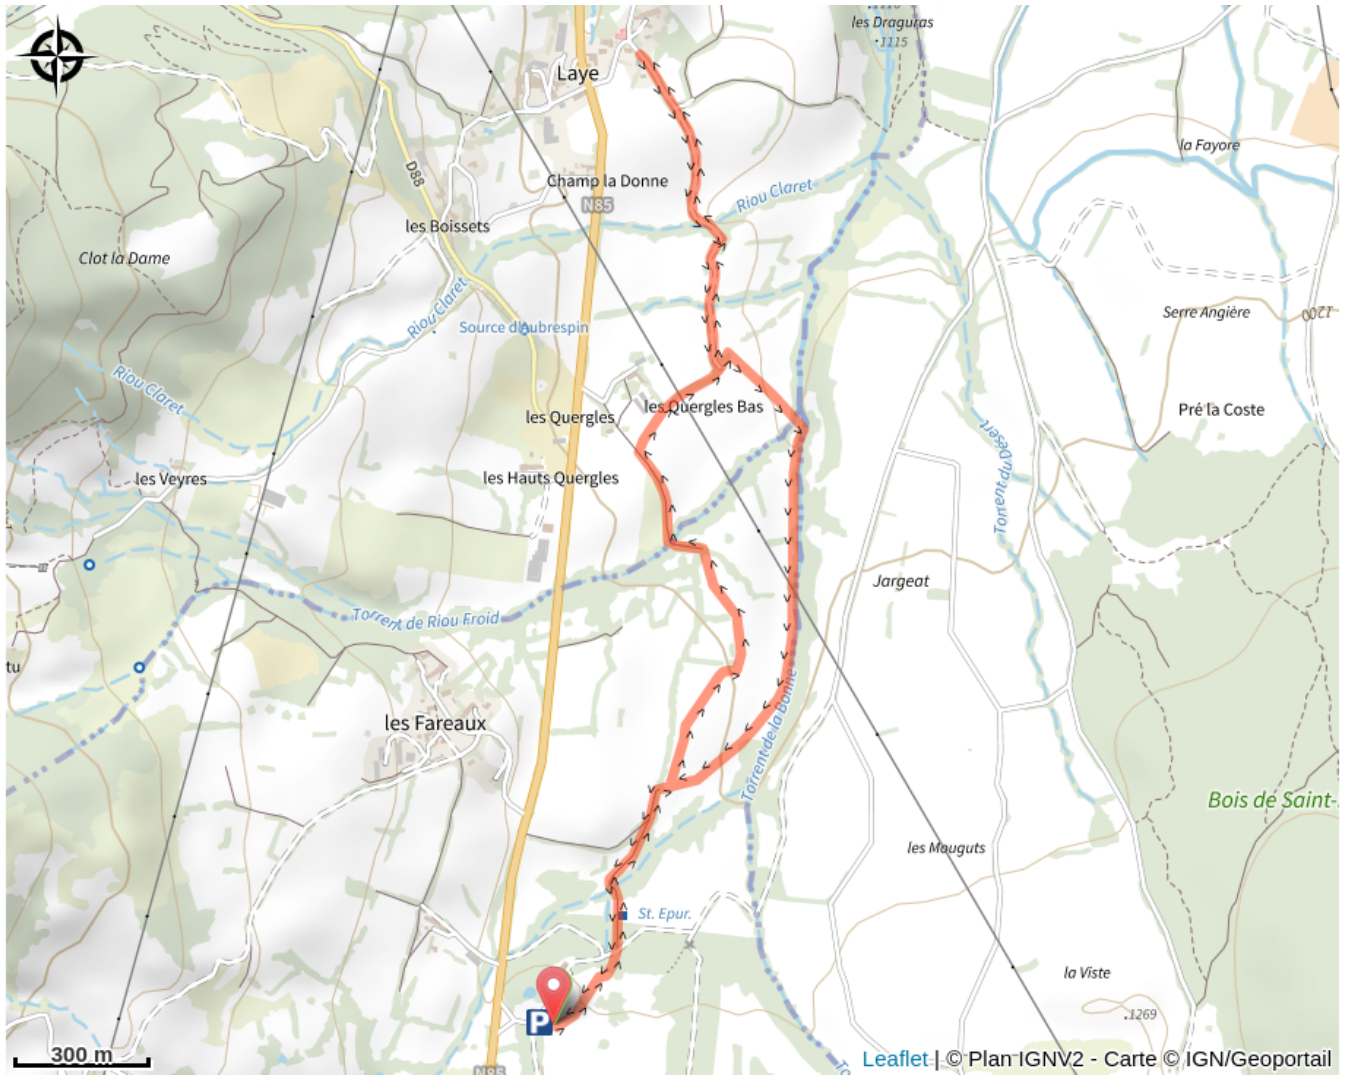 les Draguras
1115
Laye
la Fayore
D88
Champ la Donne
Riou Claret
N85
les Boissets
Clot la Dame
Riou Claret
Source d'Aubrespin
Serre Angière
1200
Riou Claret
les Quergles Bas
les Quergles
Pré la Coste
les Hauts Quergles
les Veyres
Torrent du Désert
Jargeat
Torrent de Riou Froid
tu
les Fareaux
Torrent de la Bonne
Bois de Saint-
les Mauguts
St. Epur.
la Viste
1269
P
300 m
N85
To
Leaflet | © Plan IGNV2 - Carte © IGN/Geoportail